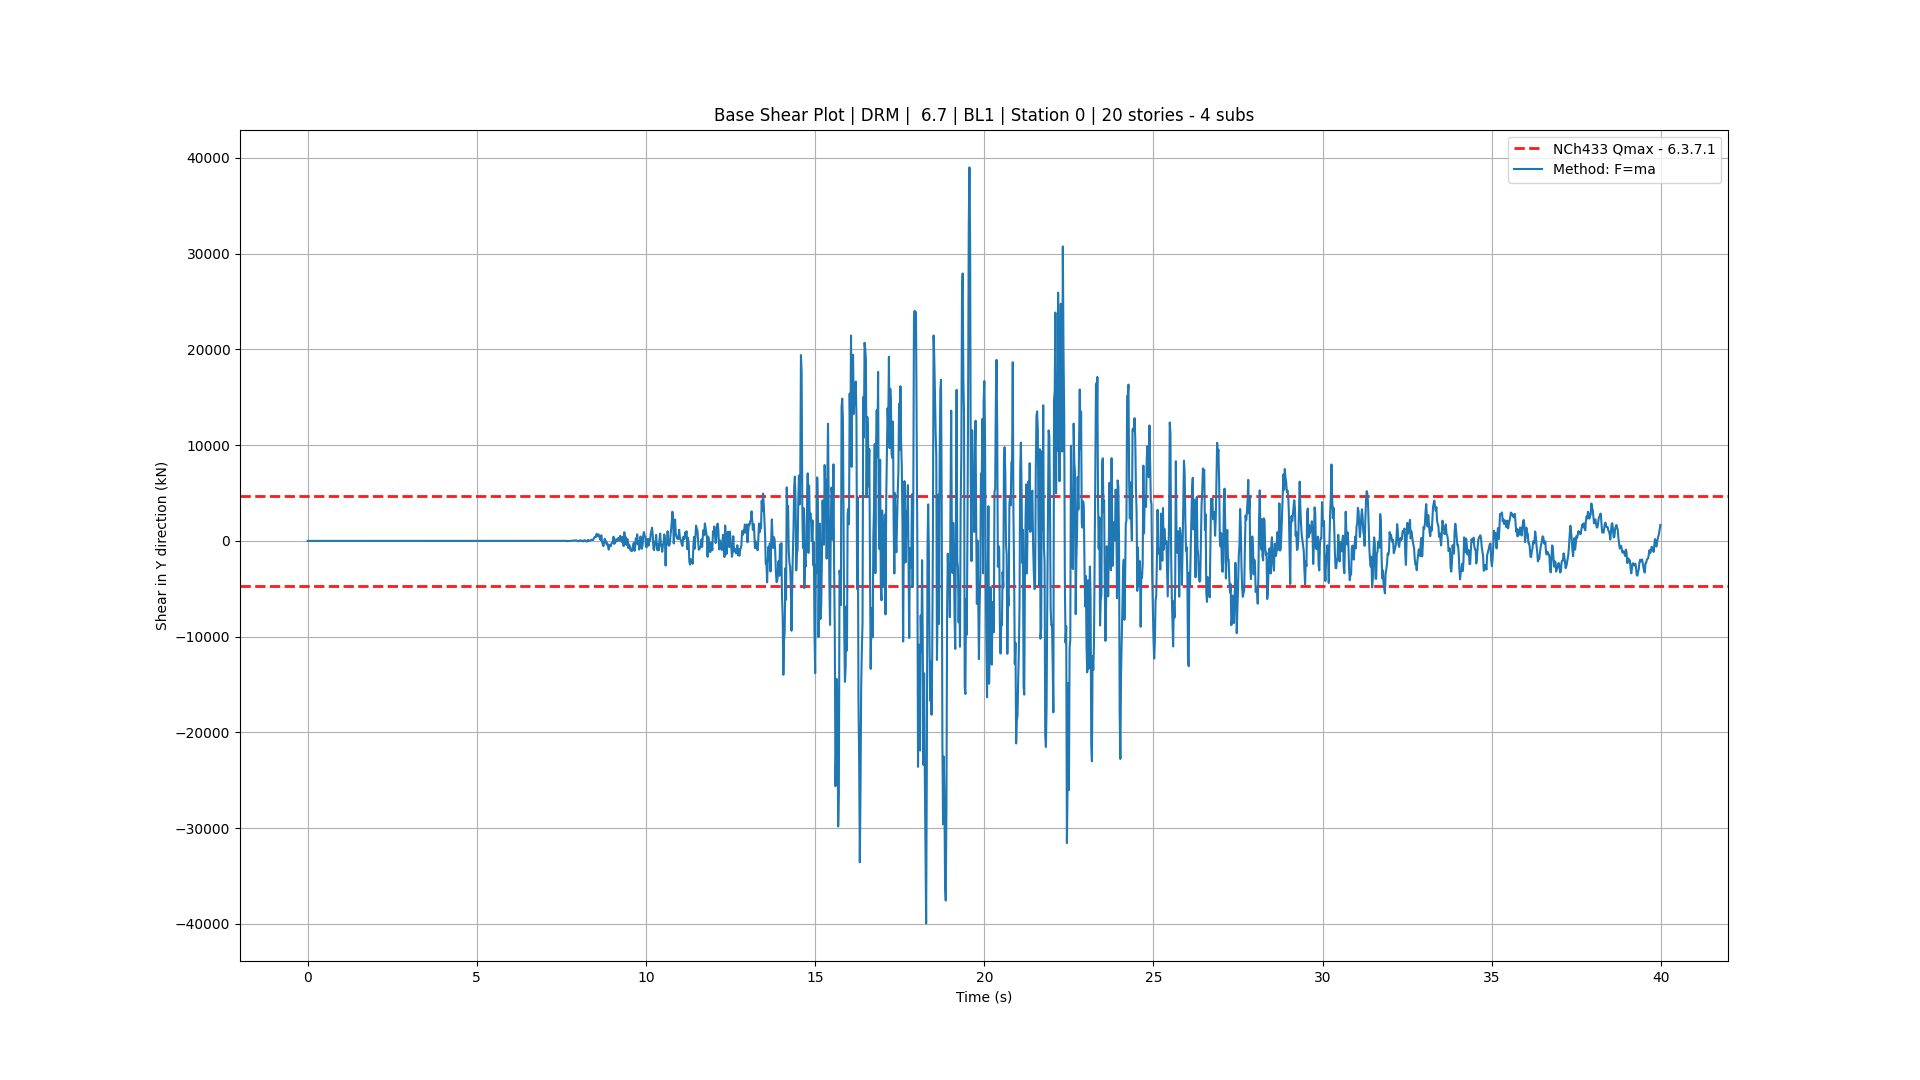 Base Shear Plot | DRM |  6.7 | BL1 | Station 0 | 20 stories - 4 subs
NCh433 Qmax - 6.3.7.1
Method: F=ma
40000
30000
20000
10000
0
−10000
−20000
−30000
−40000
Shear in Y direction (kN)
0 5 10 15 20 25 30 35 40
Time (s)